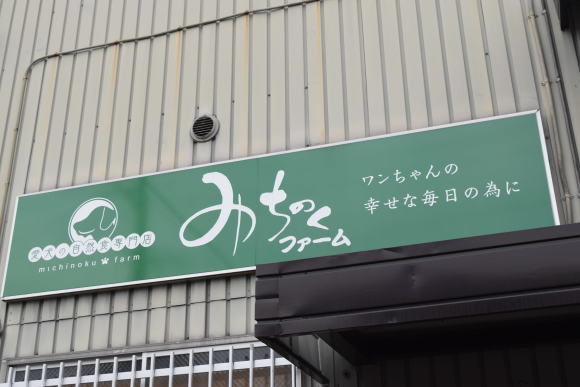 愛犬の自然食専門店
michinoku farm
みちのく
ファーム
ワンちゃんの
幸せな毎日の為に